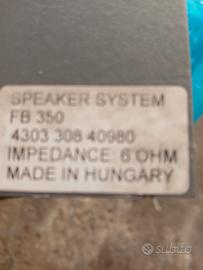 SPEAKER SYSTEM
FB 350
4303 308 40980
IMPEDANCE: 6 OHM
MADE IN HUNGARY
subito